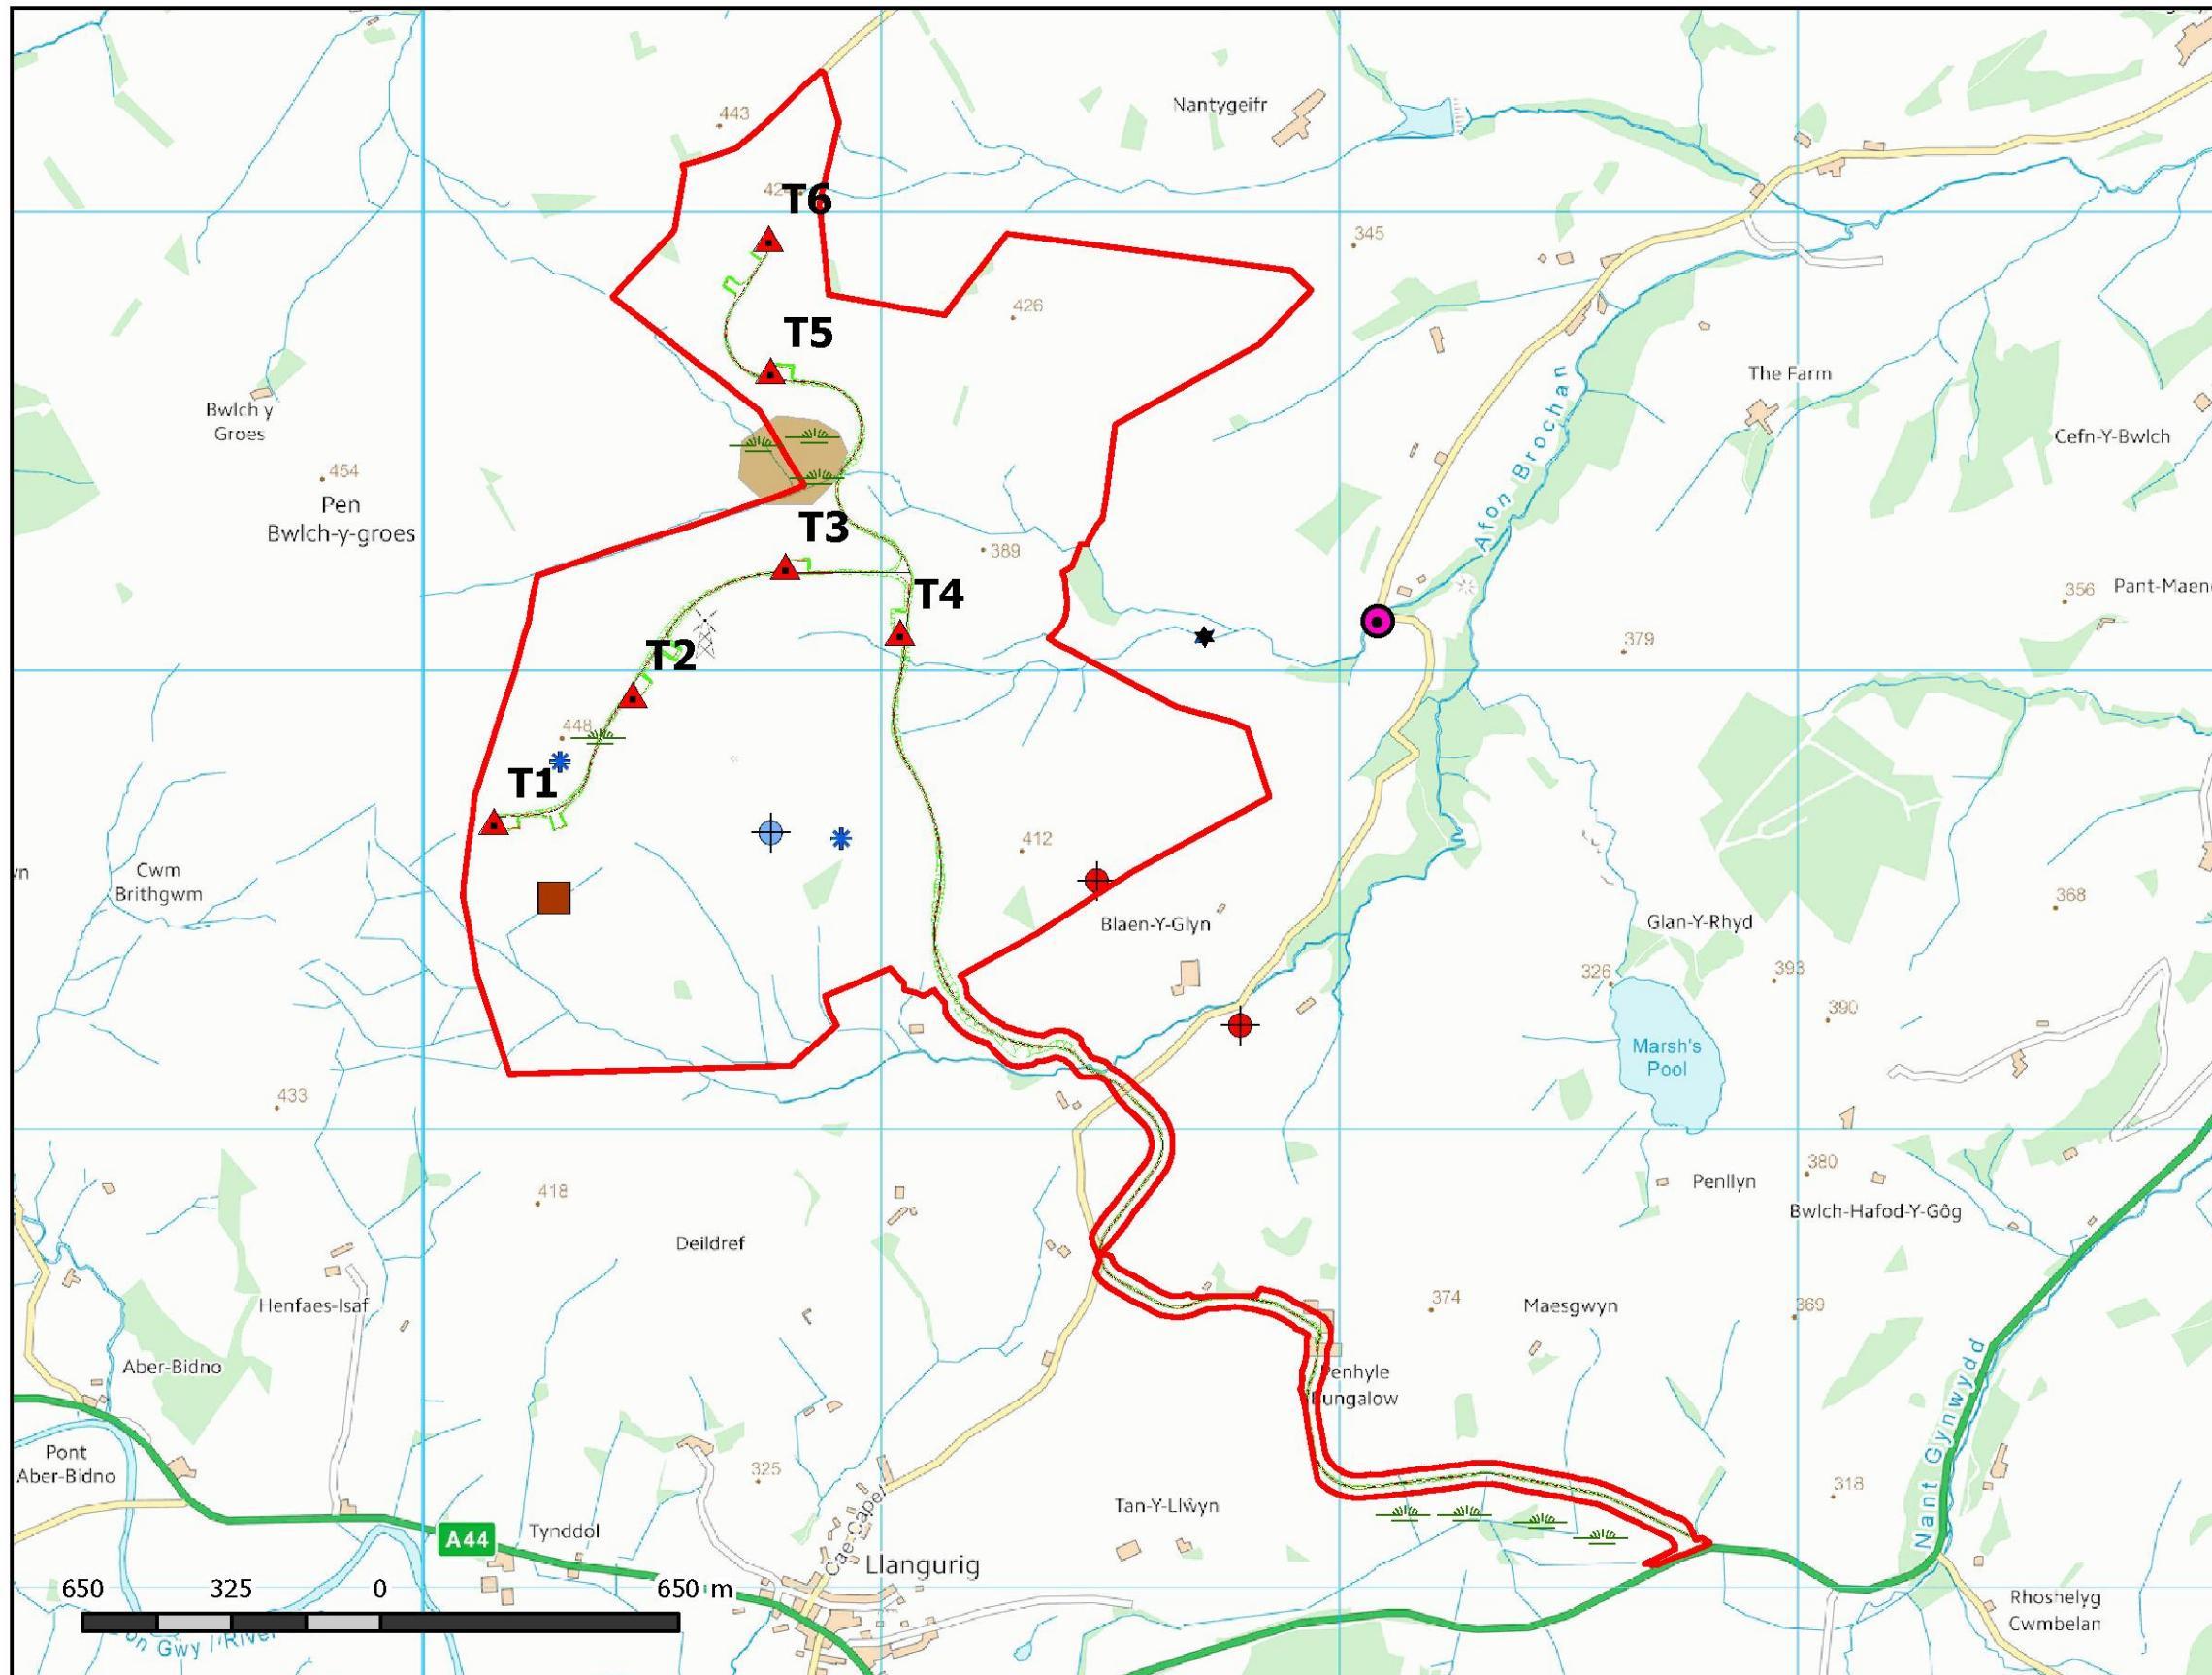 Nantygeifr
443
T6
345
426
T5
The Farm
Bwlch y
Groes
Cefn-Y-Bwlch
454
Pen
Bwlch-y-groes
Afon Brochan
T3
389
T4
356
Pant-Maen
379
T2
448
T1
412
Cwm
Brithgwm
368
Blaen-Y-Glyn
Glan-Y-Rhyd
326
393
390
Marsh's
Pool
433
380
Penllyn
418
Bwlch-Hafod-Y-Gôg
Deildref
374
Maesgwyn
369
Henfaes-Isaf
Aber-Bidno
Nant Gynwydd
Pont
Aber-Bidno
325
318
Tan-Y-Llŵyn
Cae-Capel
A44
Tynddol
Llangurig
650
325
0
650 m
Rhoshelyg
Cwmbelan